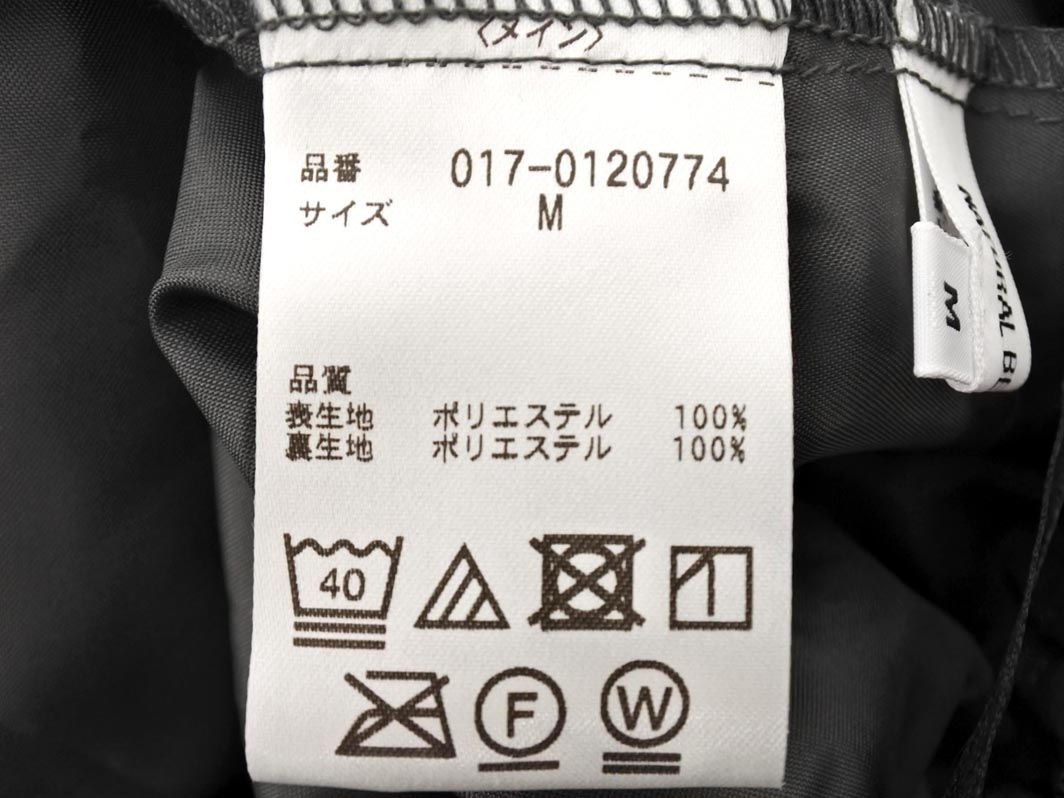 〈メイン〉
品番 017-0120774
サイズ M
品質
表生地 ポリエステル 100%
裏生地 ポリエステル 100%
40
F
W
NATURAL
M